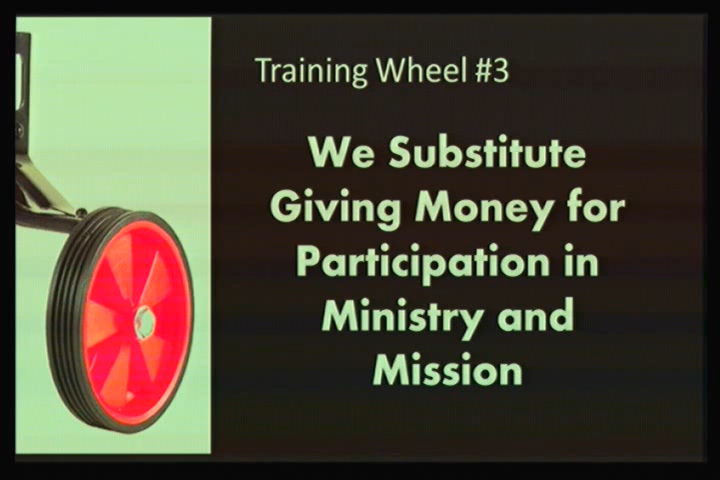 Training Wheel #3
We Substitute
Giving Money for
Participation in
Ministry and
Mission